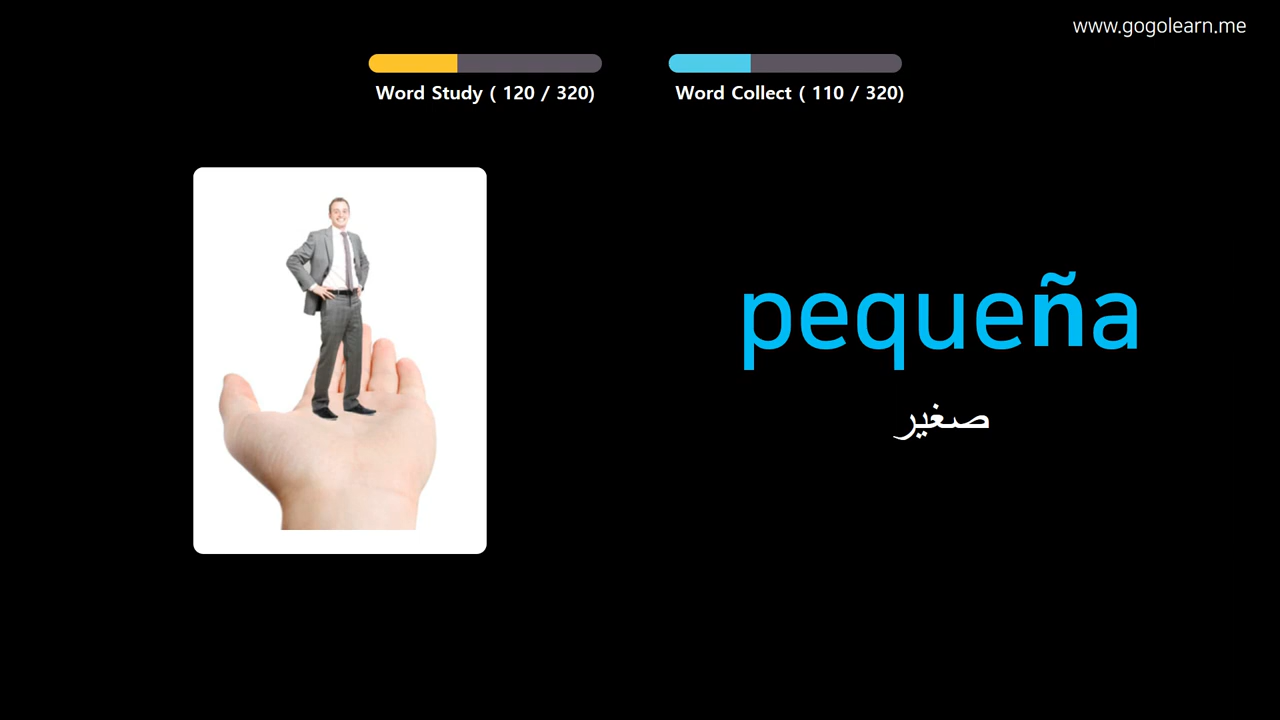 www.gogolearn.me
Word Study ( 120 / 320)
Word Collect ( 110 / 320)
pequeña
صغير